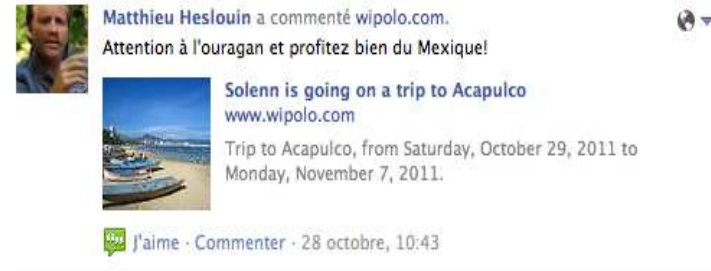 Matthieu Heslouin a commenté wipolo.com.
Attention à l'ouragan et profitez bien du Mexique!
Solenn is going on a trip to Acapulco
www.wipolo.com
Trip to Acapulco, from Saturday, October 29, 2011 to
Monday, November 7, 2011.
J'aime · Commenter · 28 octobre, 10:43